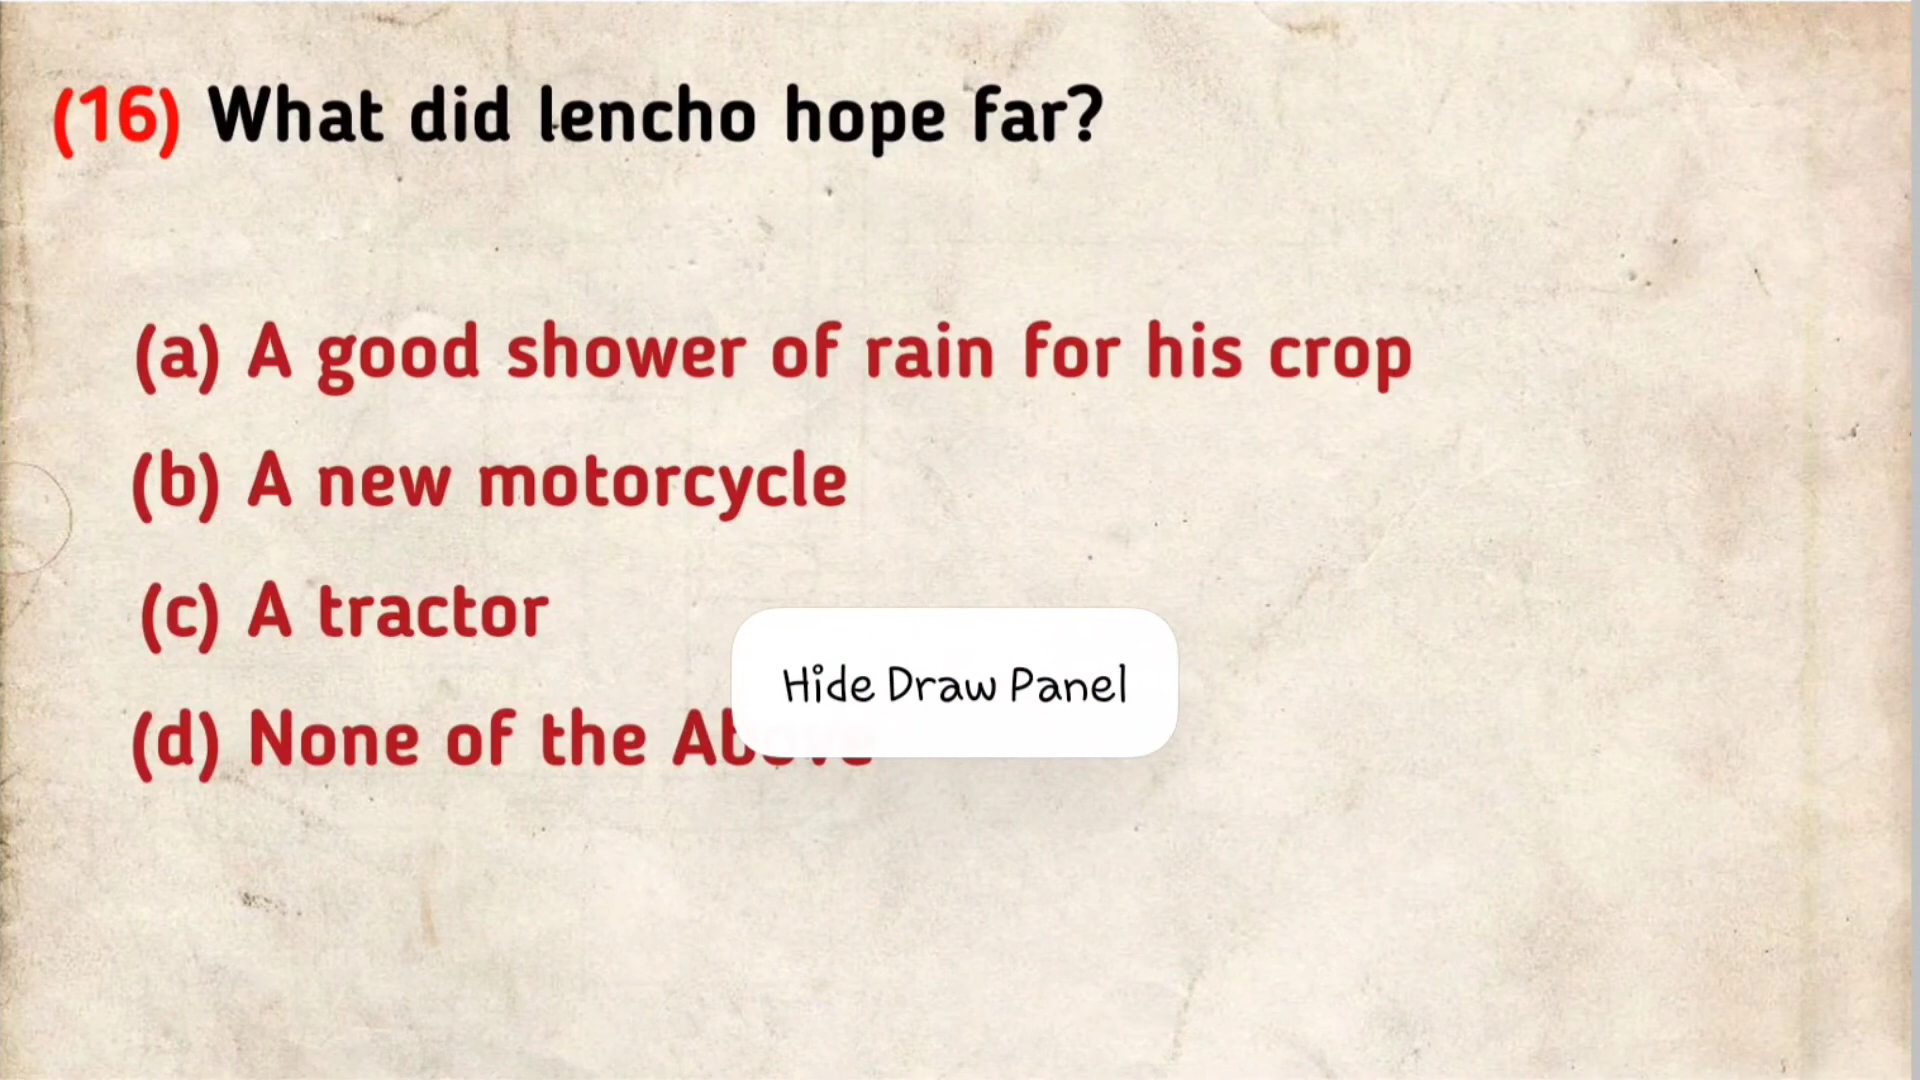 (16) What did lencho hope far?
(a) A good shower of rain for his crop
(b) A new motorcycle
(c) A tractor
Hide Draw Panel
(d) None of the Above